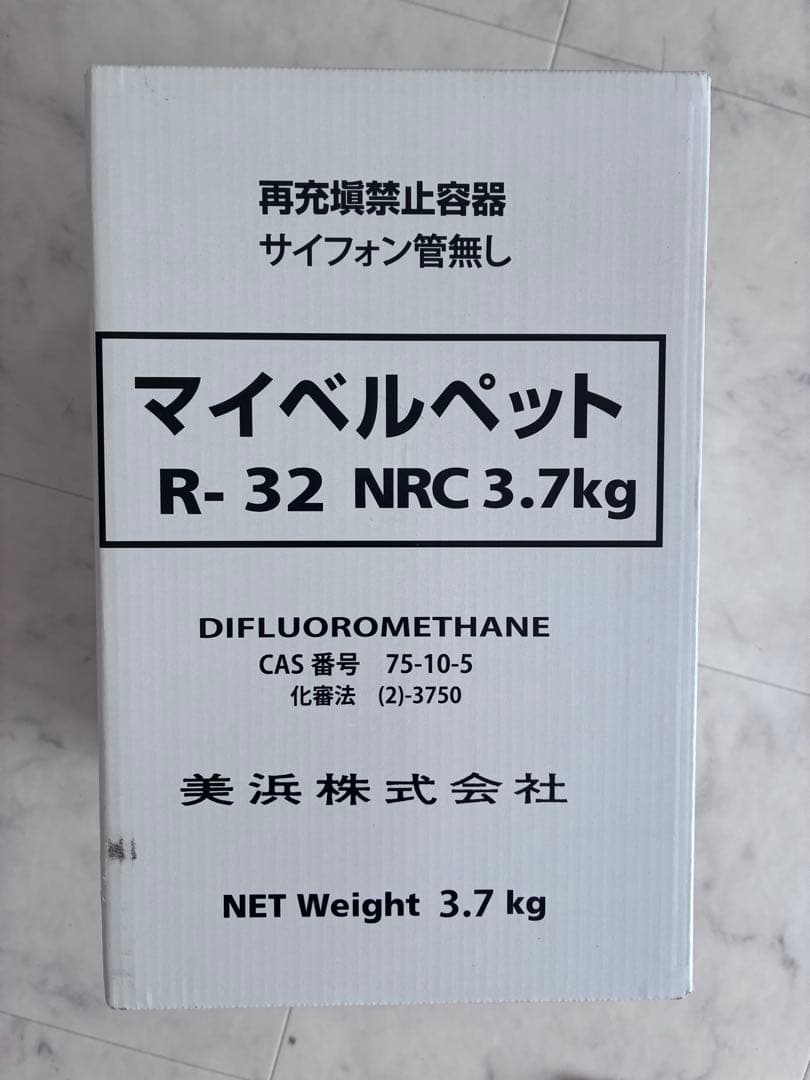 再充塡禁止容器
サイフォン管無し
マイベルペット
R- 32 NRC 3.7kg
DIFLUOROMETHANE
CAS 番号 75-10-5
化審法 (2)-3750
美浜株式会社
NET Weight 3.7 kg